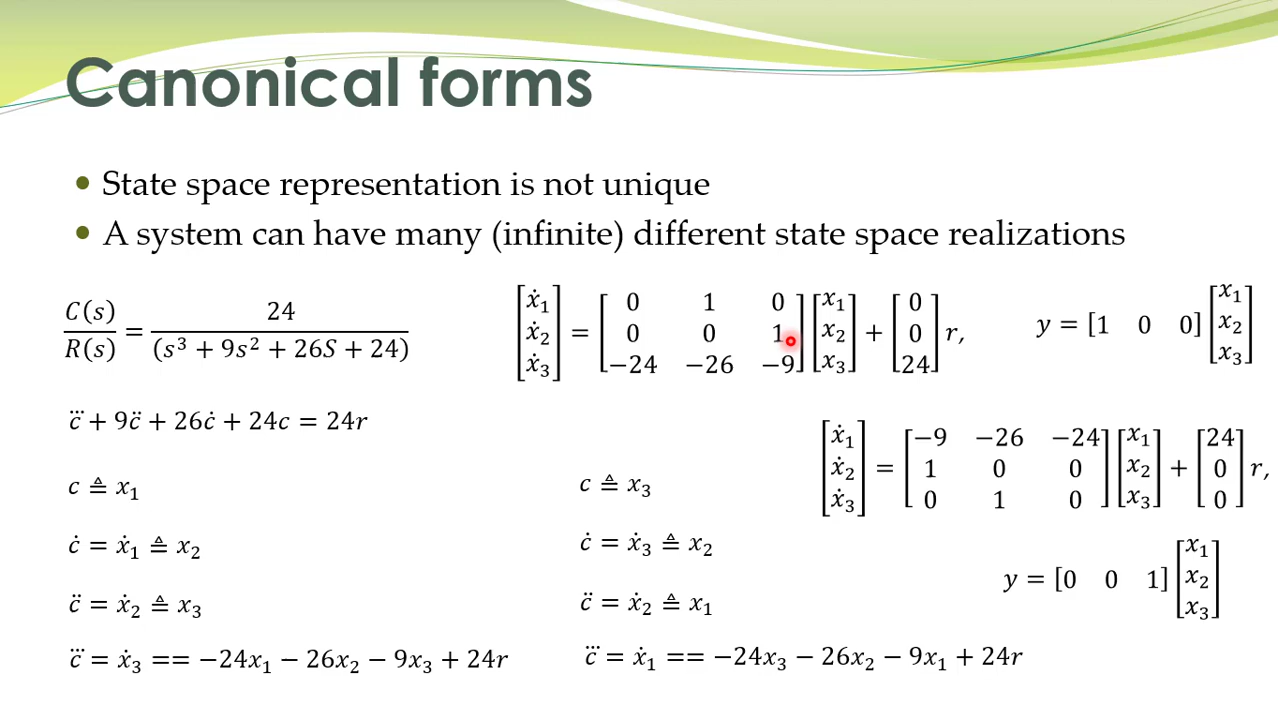 Canonical forms
• State space representation is not unique
• A system can have many (infinite) different state space realizations
C(s)/R(s) = 24/(s³ + 9s² + 26S + 24)
[ẋ₁ ẋ₂ ẋ₃] = [0 1 0; 0 0 1; −24 −26 −9] [x₁ x₂ x₃] + [0 0 24] r,
y = [1 0 0] [x₁ x₂ x₃]
c⃛ + 9c̈ + 26ċ + 24c = 24r
c ≜ x₁
ċ = ẋ₁ ≜ x₂
c̈ = ẋ₂ ≜ x₃
c⃛ = ẋ₃ == −24x₁ − 26x₂ − 9x₃ + 24r
c ≜ x₃
ċ = ẋ₃ ≜ x₂
c̈ = ẋ₂ ≜ x₁
c⃛ = ẋ₁ == −24x₃ − 26x₂ − 9x₁ + 24r
[ẋ₁ ẋ₂ ẋ₃] = [−9 −26 −24; 1 0 0; 0 1 0] [x₁ x₂ x₃] + [24 0 0] r,
y = [0 0 1] [x₁ x₂ x₃]